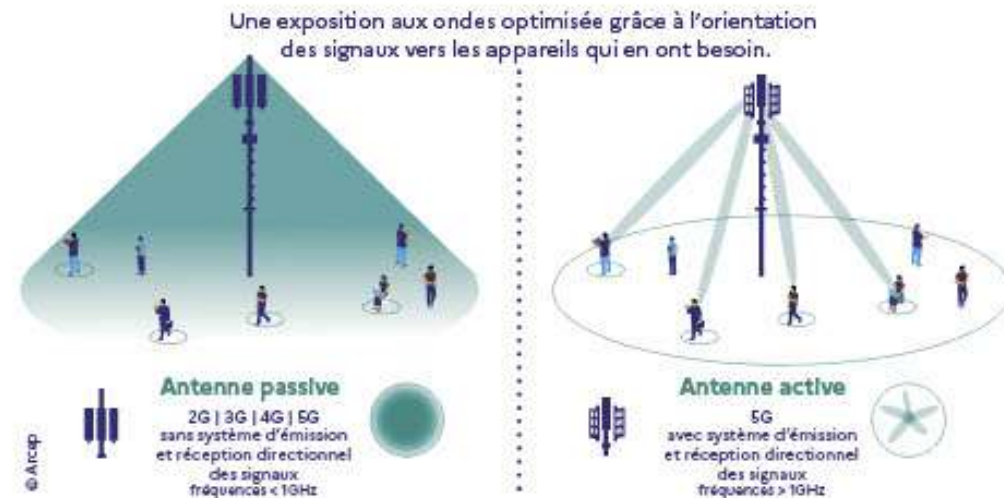 Une exposition aux ondes optimisée grâce à l'orientation
des signaux vers les appareils qui en ont besoin.
Antenne passive
2G | 3G | 4G | 5G
sans système d'émission
et réception directionnel
des signaux
fréquences < 1GHz
Antenne active
5G
avec système d'émission
et réception directionnel
des signaux
fréquences > 1GHz
© Arcep